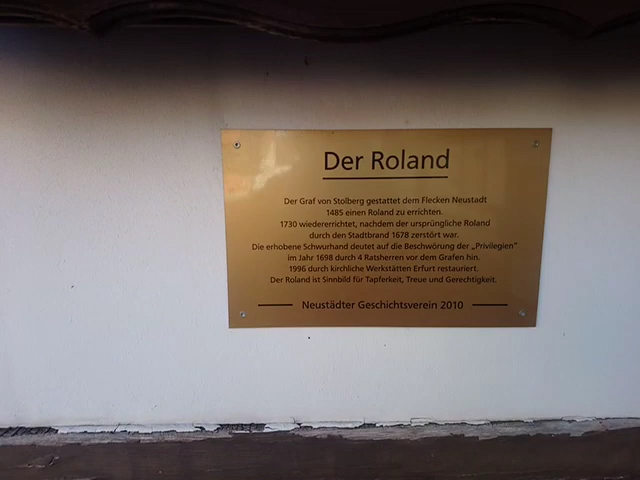 Der Roland
Der Graf von Stolberg gestattet dem Flecken Neustadt
1485 einen Roland zu errichten.
1730 wiedererrichtet, nachdem der ursprüngliche Roland
durch den Stadtbrand 1678 zerstört war.
Die erhobene Schwurhand deutet auf die Beschwörung der „Privilegien"
im Jahr 1698 durch 4 Ratsherren vor dem Grafen hin.
1996 durch kirchliche Werkstätten Erfurt restauriert.
Der Roland ist Sinnbild für Tapferkeit, Treue und Gerechtigkeit.
Neustädter Geschichtsverein 2010